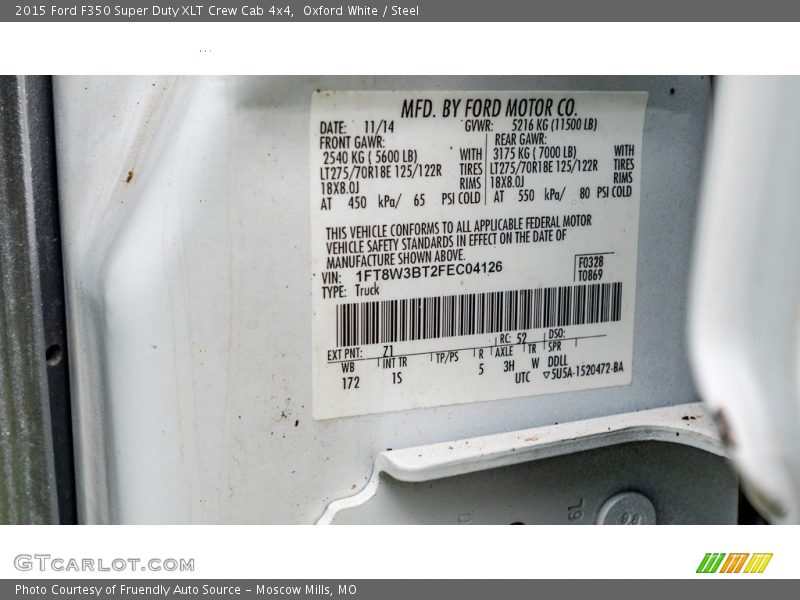 2015 Ford F350 Super Duty XLT Crew Cab 4x4,  Oxford White / Steel
MFD. BY FORD MOTOR CO.
DATE: 11/14 GVWR: 5216 KG (11500 LB)
FRONT GAWR: REAR GAWR:
2540 KG ( 5600 LB) WITH 3175 KG ( 7000 LB) WITH
LT275/70R18E 125/122R TIRES LT275/70R18E 125/122R TIRES
18X8.0J RIMS 18X8.0J RIMS
AT 450 kPa/ 65 PSI COLD AT 550 kPa/ 80 PSI COLD
THIS VEHICLE CONFORMS TO ALL APPLICABLE FEDERAL MOTOR
VEHICLE SAFETY STANDARDS IN EFFECT ON THE DATE OF
MANUFACTURE SHOWN ABOVE.
VIN: 1FT8W3BT2FEC04126 F0328
TYPE: Truck T0869
EXT PNT: Z1 RC: 52 DSO:
WB INT TR TP/PS R AXLE TR SPR
172 1S 5 3H W DDLL
UTC ▽5U5A-1520472-BA
GTCARLOT.COM
Photo Courtesy of Fruendly Auto Source - Moscow Mills, MO